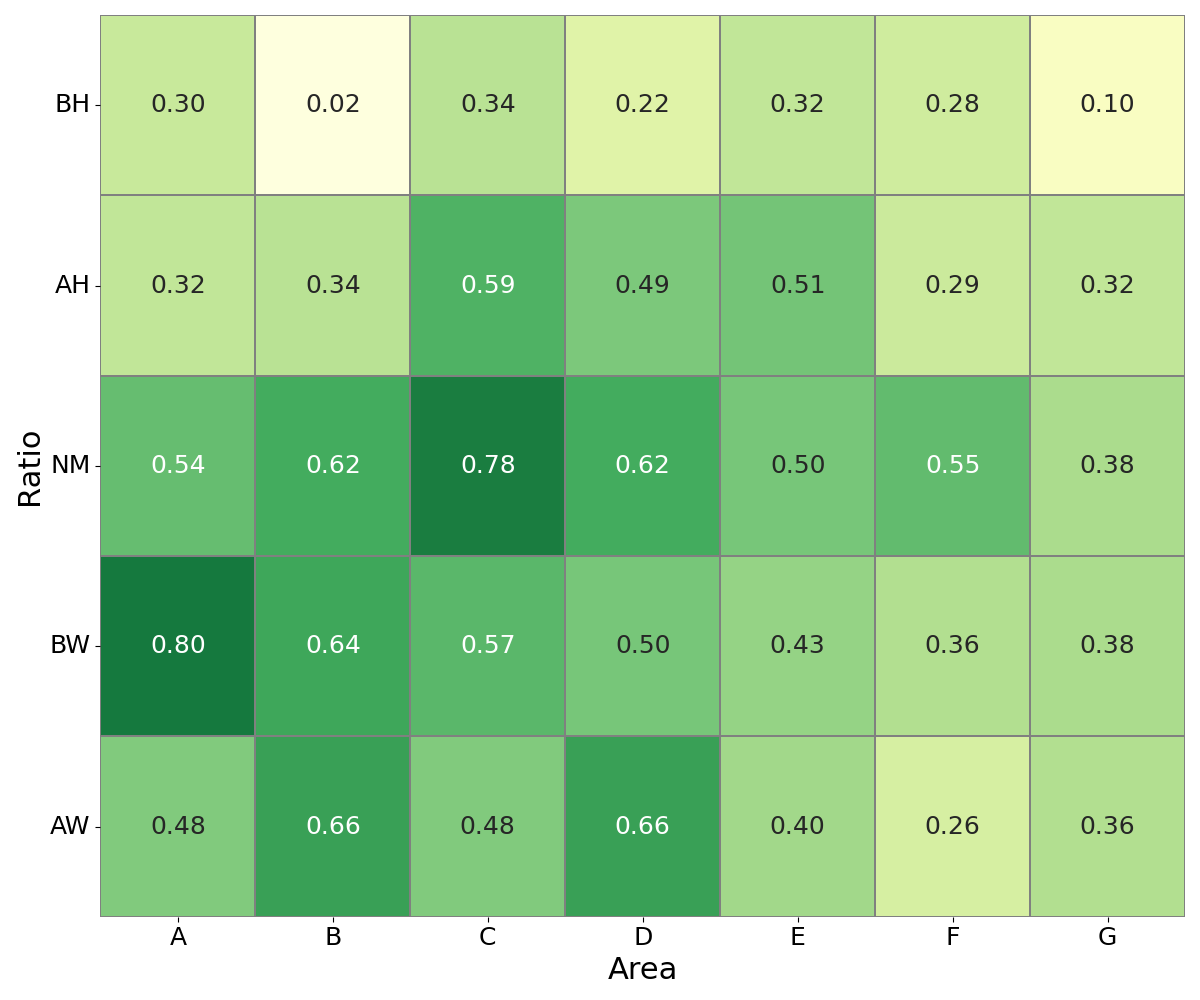 BH 0.30 0.02 0.34 0.22 0.32 0.28 0.10
AH 0.32 0.34 0.59 0.49 0.51 0.29 0.32
Ratio
NM 0.54 0.62 0.78 0.62 0.50 0.55 0.38
BW 0.80 0.64 0.57 0.50 0.43 0.36 0.38
AW 0.48 0.66 0.48 0.66 0.40 0.26 0.36
A B C D E F G
Area